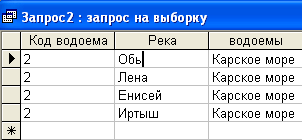 Запрос2 : запрос на выборку
Код водоема Река водоемы
2 Обь Карское море
2 Лена Карское море
2 Енисей Карское море
2 Иртыш Карское море